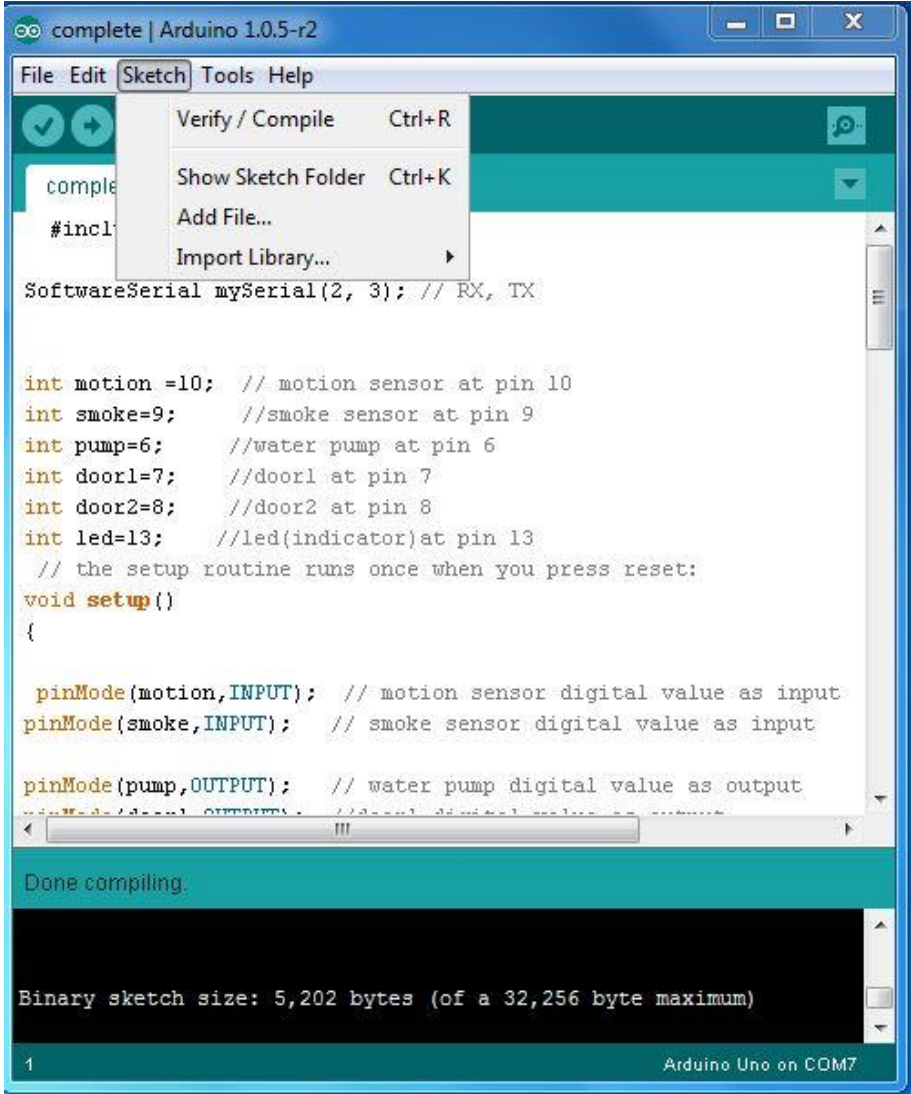 complete | Arduino 1.0.5-r2
File Edit Sketch Tools Help
Verify / Compile Ctrl+R
Show Sketch Folder Ctrl+K
Add File...
Import Library...
comple
#incl
SoftwareSerial mySerial(2, 3); // RX, TX
int motion =10; // motion sensor at pin 10
int smoke=9; //smoke sensor at pin 9
int pump=6; //water pump at pin 6
int door1=7; //door1 at pin 7
int door2=8; //door2 at pin 8
int led=13; //led(indicator)at pin 13
// the setup routine runs once when you press reset:
void setup()
{
pinMode(motion,INPUT); // motion sensor digital value as input
pinMode(smoke,INPUT); // smoke sensor digital value as input
pinMode(pump,OUTPUT); // water pump digital value as output
Done compiling.
Binary sketch size: 5,202 bytes (of a 32,256 byte maximum)
1 Arduino Uno on COM7